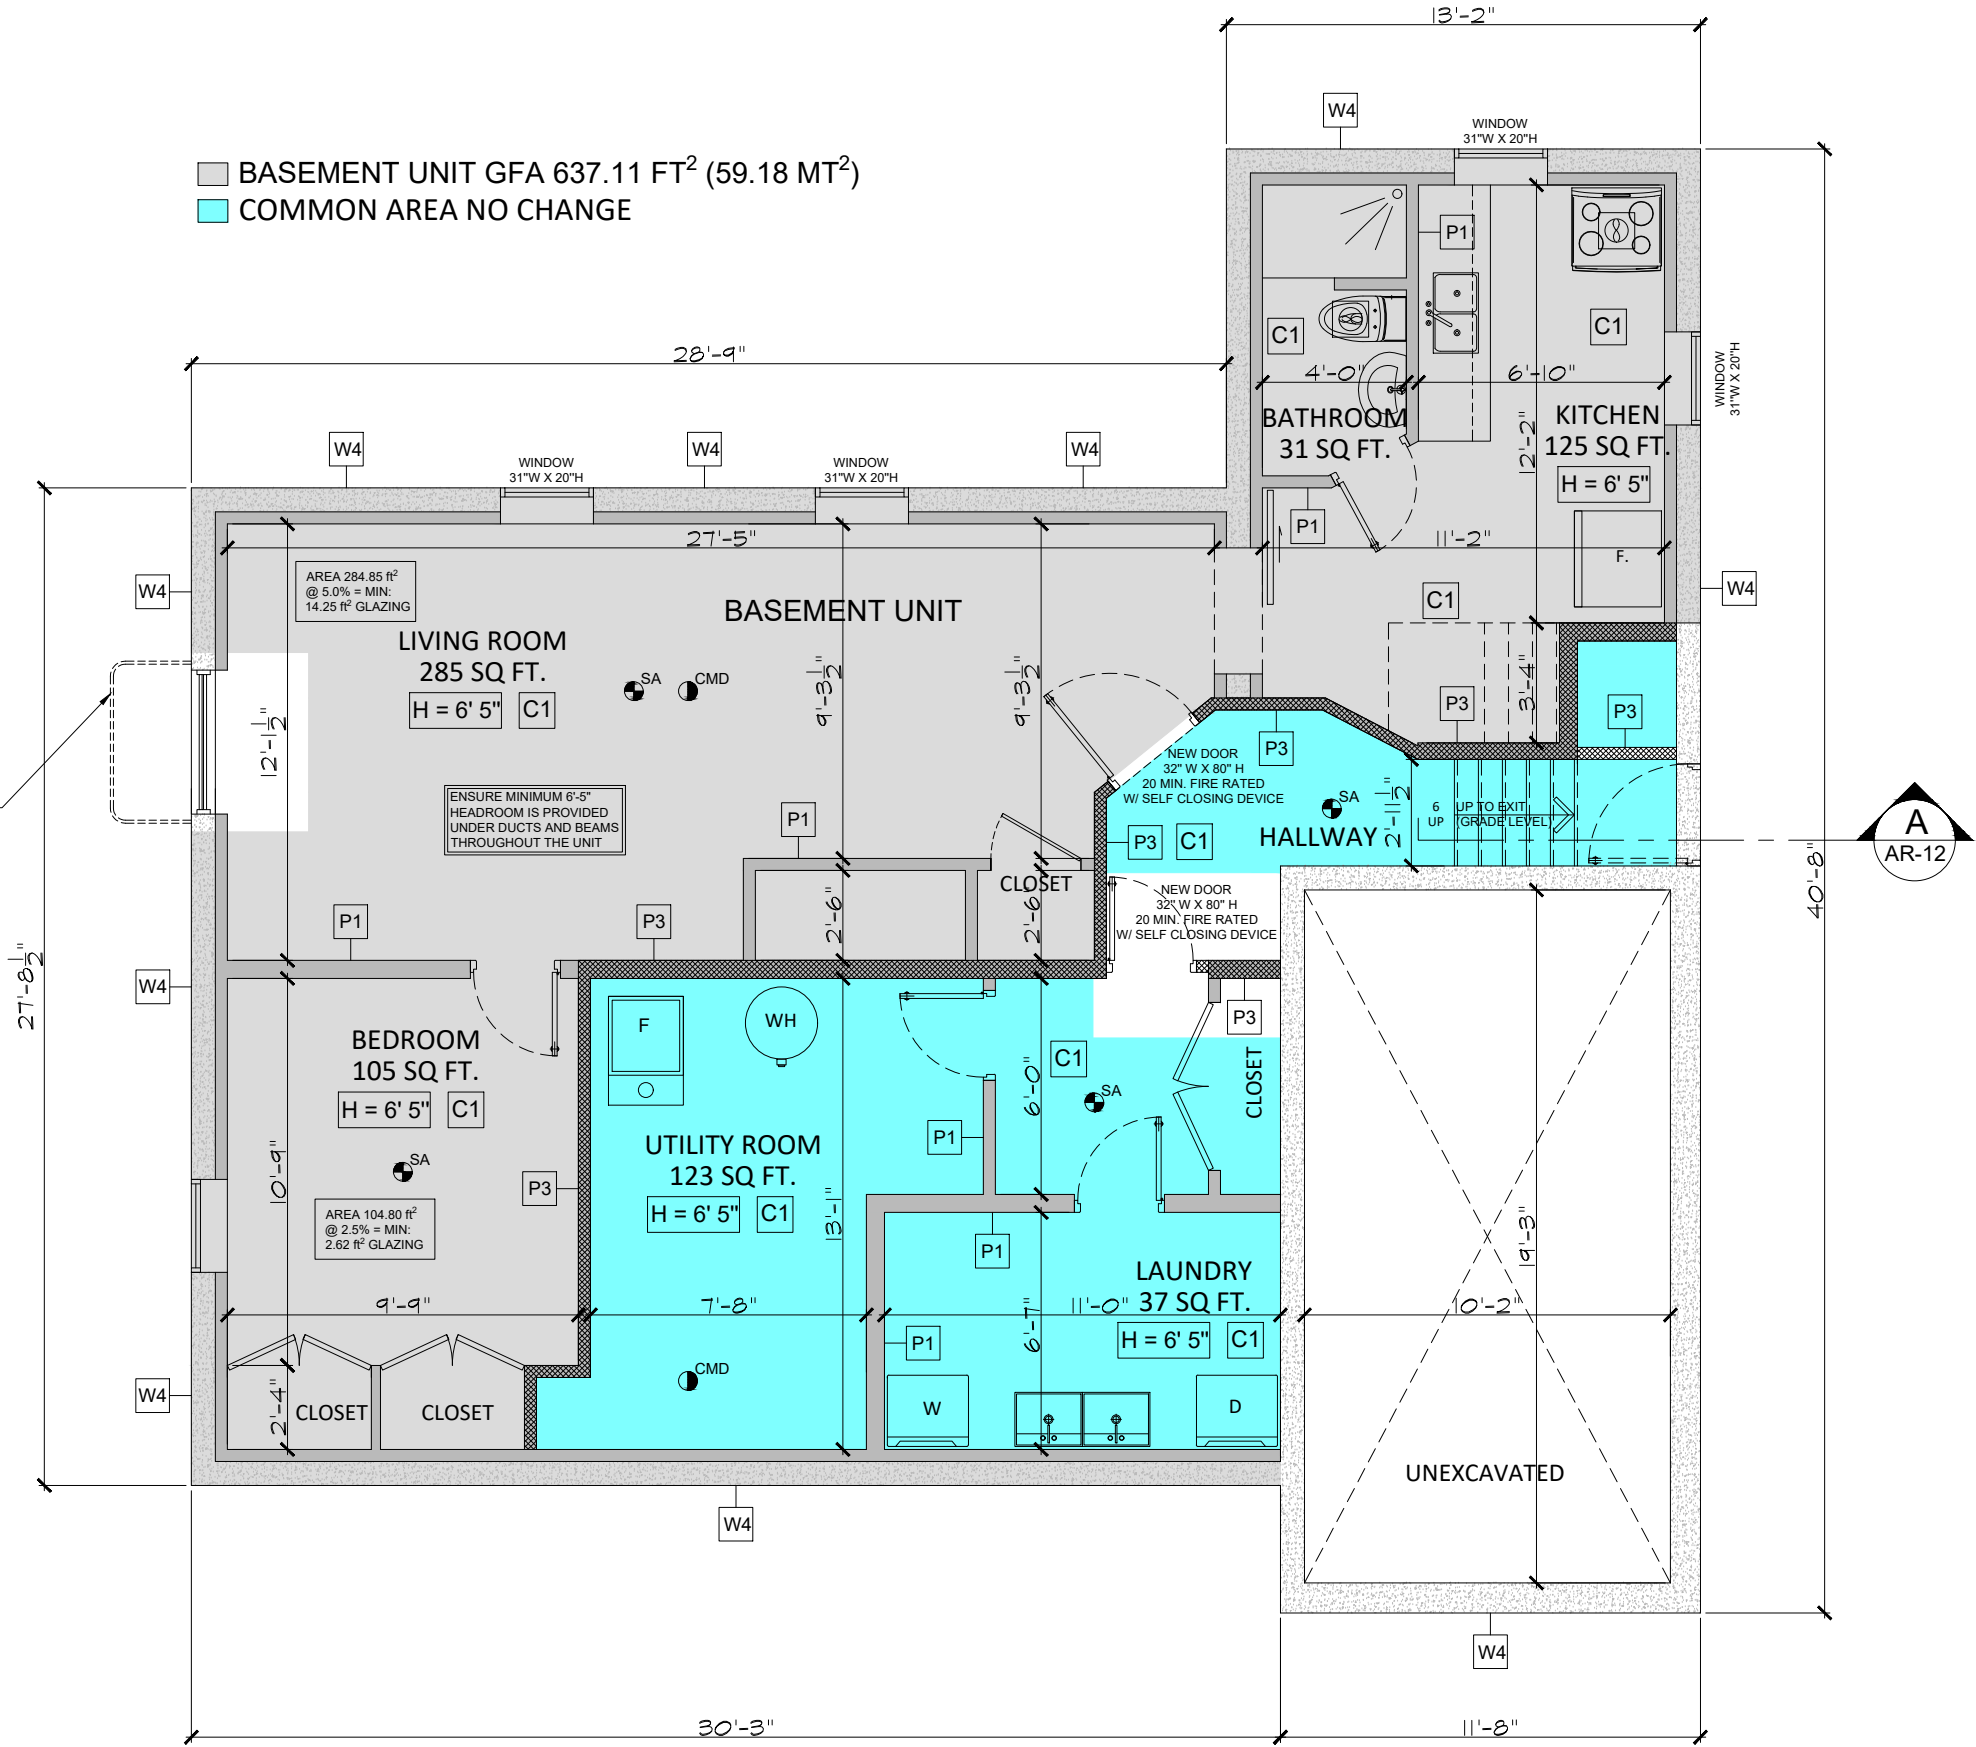 13'-2"
W4
WINDOW
31"W X 20"H
BASEMENT UNIT GFA 637.11 FT2 (59.18 MT2)
COMMON AREA NO CHANGE
P1
C1
C1
WINDOW
31"W X 20"H
28'-9"
4'-0"
6'-10"
BATHROOM
31 SQ FT.
KITCHEN
125 SQ FT.
H = 6' 5"
12'-2"
W4
W4
W4
WINDOW
31"W X 20"H
WINDOW
31"W X 20"H
P1
27'-5"
11'-2"
F.
W4
AREA 284.85 ft2
@ 5.0% = MIN:
14.25 ft2 GLAZING
BASEMENT UNIT
C1
W4
LIVING ROOM
285 SQ FT.
H = 6' 5"
C1
SA
CMD
9'-3 1/2"
9'-3 1/2"
12'-1 1/2"
3'-4"
P3
P3
P3
NEW DOOR
32" W X 80" H
20 MIN. FIRE RATED
W/ SELF CLOSING DEVICE
SA
2'-11 1/2"
6
UP
UP TO EXIT
(GRADE LEVEL)
ENSURE MINIMUM 6'-5"
HEADROOM IS PROVIDED
UNDER DUCTS AND BEAMS
THROUGHOUT THE UNIT
P1
P3
C1
HALLWAY
A
AR-12
40'-8"
CLOSET
NEW DOOR
32" W X 80" H
20 MIN. FIRE RATED
W/ SELF CLOSING DEVICE
2'-6"
2'-6"
P1
P3
27'-8 1/2"
W4
F
WH
P3
BEDROOM
105 SQ FT.
H = 6' 5"
C1
C1
SA
6'-0"
CLOSET
UTILITY ROOM
123 SQ FT.
H = 6' 5"
C1
P1
SA
P3
10'-9"
AREA 104.80 ft2
@ 2.5% = MIN:
2.62 ft2 GLAZING
13'-1"
P1
19'-3"
LAUNDRY
37 SQ FT.
H = 6' 5"
C1
9'-9"
7'-8"
11'-0"
10'-2"
P1
6'-7"
CMD
W4
2'-4"
CLOSET
CLOSET
W
D
UNEXCAVATED
W4
W4
30'-3"
11'-8"